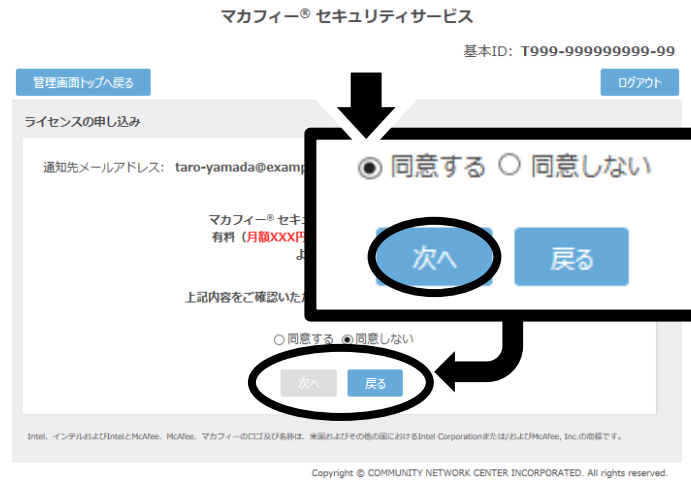 マカフィー® セキュリティサービス
基本ID: T999-999999999-99
管理画面トップへ戻る
ログアウト
ライセンスの申し込み
通知先メールアドレス: taro-yamada@examp
同意する 同意しない
次へ 戻る
マカフィー® セキ
有料（月額XXX円
よ
上記内容をご確認いただ
同意する 同意しない
次へ 戻る
Intel、インテルおよびIntelとMcAfee、McAfee、マカフィーのロゴ及び名称は、米国およびその他の国におけるIntel Corporationまたは/およびMcAfee, Inc.の商標です。
Copyright © COMMUNITY NETWORK CENTER INCORPORATED. All rights reserved.